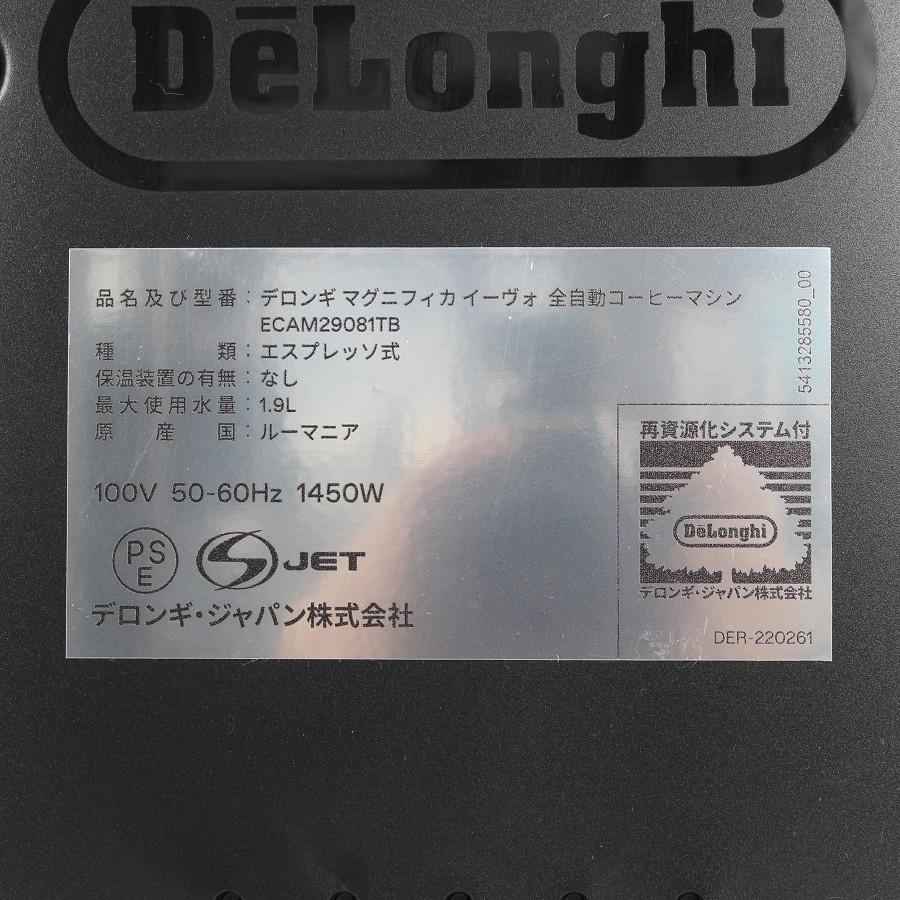 DeLonghi
品名及び型番：デロンギ マグニフィカ イーヴォ 全自動コーヒーマシン
ECAM29081TB
種類：エスプレッソ式
保温装置の有無：なし
最大使用水量：1.9L
原産国：ルーマニア
100V 50-60Hz 1450W
PS
E
S JET
デロンギ・ジャパン株式会社
5413285580_00
再資源化システム付
DeLonghi
デロンギ・ジャパン株式会社
DER-220261